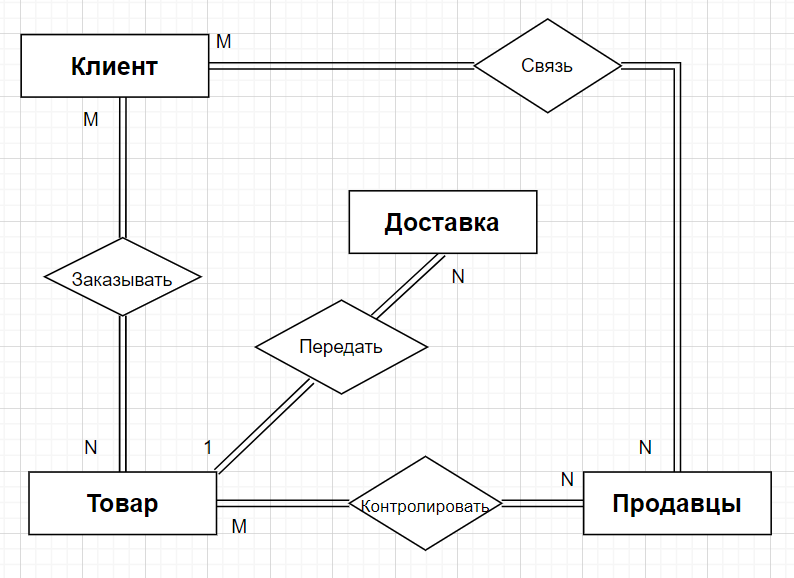 Клиент
M
Связь
M
Доставка
Заказывать
N
Передать
N
1
N
N
Товар
Контролировать
Продавцы
M